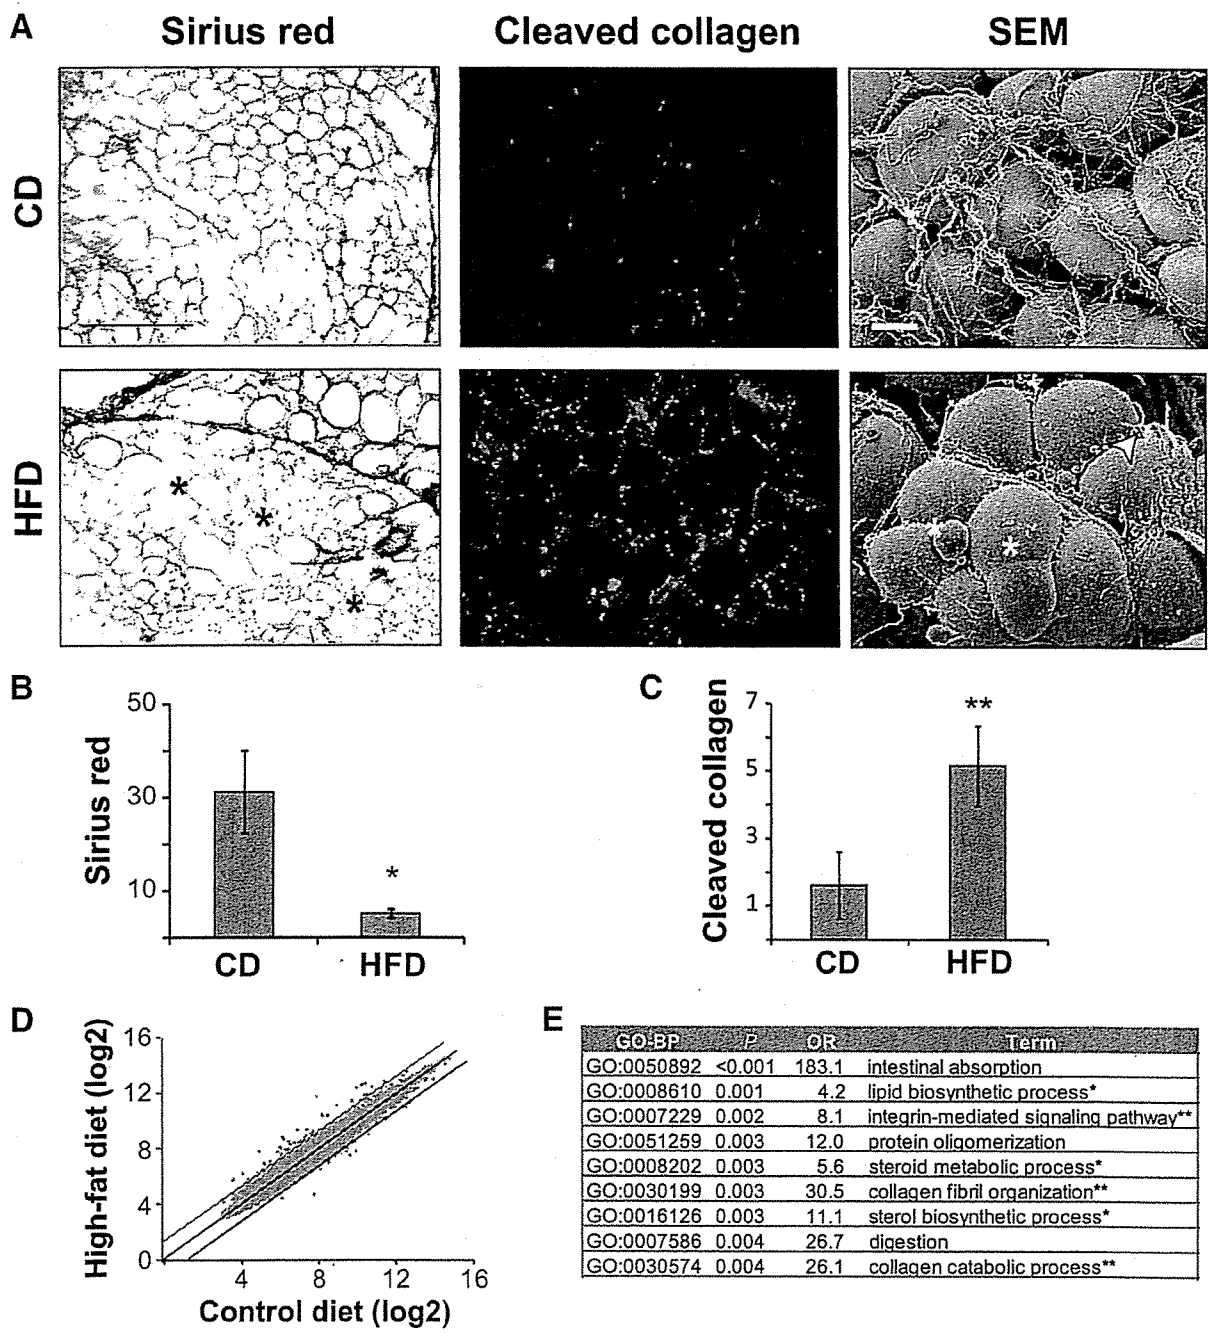 A
Sirius red
Cleaved collagen
SEM
CD
HFD
*
*
*
*
B
Sirius red
50
30
10
*
CD
HFD
C
Cleaved collagen
7
5
3
1
**
CD
HFD
D
High-fat diet (log2)
16
12
8
4
0
4
8
12
16
Control diet (log2)
E
GO-BP P OR Term
GO:0050892 <0.001 183.1 intestinal absorption
GO:0008610 0.001 4.2 lipid biosynthetic process*
GO:0007229 0.002 8.1 integrin-mediated signaling pathway**
GO:0051259 0.003 12.0 protein oligomerization
GO:0008202 0.003 5.6 steroid metabolic process*
GO:0030199 0.003 30.5 collagen fibril organization**
GO:0016126 0.003 11.1 sterol biosynthetic process*
GO:0007586 0.004 26.7 digestion
GO:0030574 0.004 26.1 collagen catabolic process**